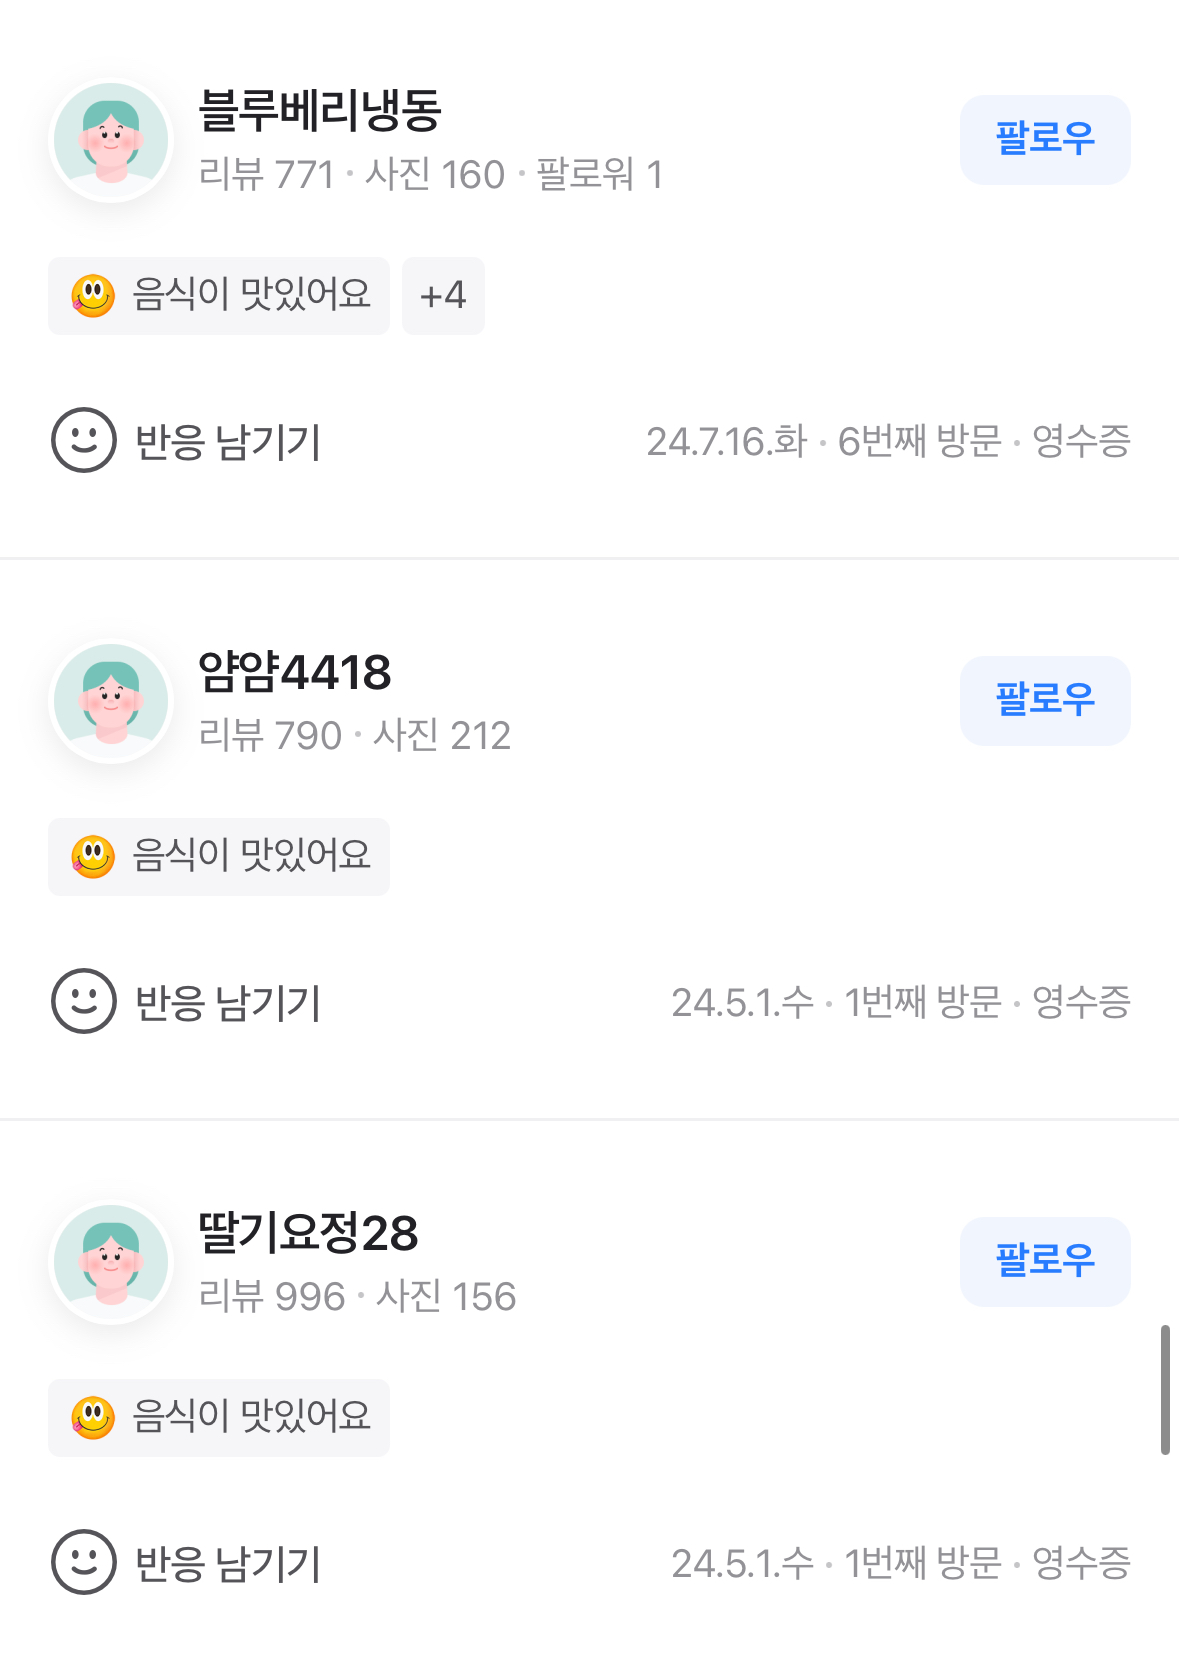 블루베리냉동
팔로우
리뷰 771 · 사진 160 · 팔로워 1
음식이 맛있어요 +4
반응 남기기 24.7.16.화 · 6번째 방문 · 영수증
얌얌4418
팔로우
리뷰 790 · 사진 212
음식이 맛있어요
반응 남기기 24.5.1.수 · 1번째 방문 · 영수증
딸기요정28
팔로우
리뷰 996 · 사진 156
음식이 맛있어요
반응 남기기 24.5.1.수 · 1번째 방문 · 영수증